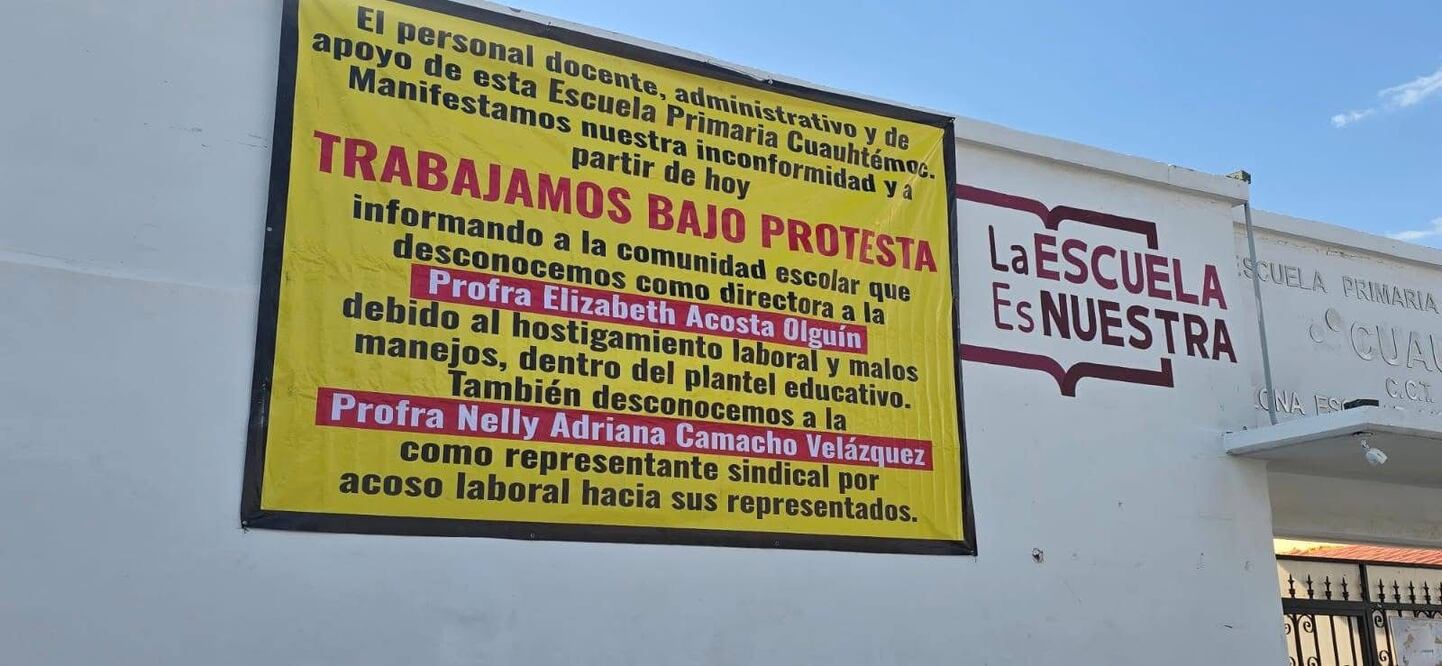 El personal docente, administrativo y de
apoyo de esta Escuela Primaria Cuauhtémoc.
Manifestamos nuestra inconformidad y a
partir de hoy
TRABAJAMOS BAJO PROTESTA
informando a la comunidad escolar que
desconocemos como directora a la
Profra Elizabeth Acosta Olguín
debido al hostigamiento laboral y malos
manejos, dentro del plantel educativo.
También desconocemos a la
Profra Nelly Adriana Camacho Velázquez
como representante sindical por
acoso laboral hacia sus representados.
La ESCUELA
Es NUESTRA
ESCUELA PRIMARIA
CUAU
C.C.T.
ZONA ESC